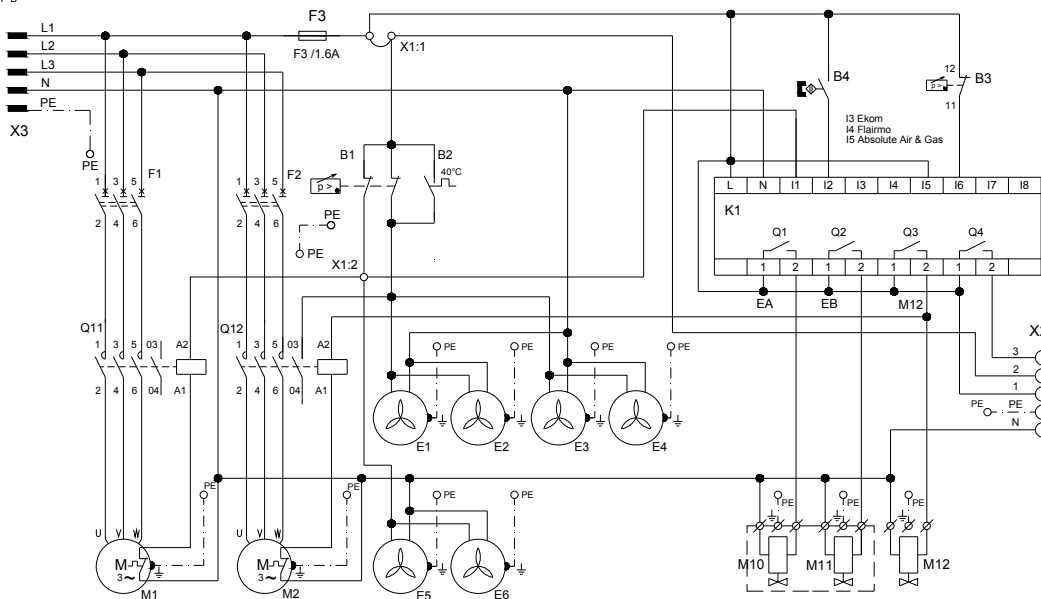 F3
L1
F3 /1.6A
X1:1
L2
L3
N
PE
X3
PE
12
B4
B3
p >
11
I3 Ekom
I4 Flairmo
I5 Absolute Air & Gas
1 3 5 F1
2 4 6
1 3 5 F2
2 4 6
B1 B2
p >
40°C
PE
PE
X1:2
L N I1 I2 I3 I4 I5 I6 I7 I8
K1
Q1 Q2 Q3 Q4
1 2 1 2 1 2 1 2
EA EB M12
Q11
1 3 5 03 A2
2 4 6 04 A1
Q12
1 3 5 03 A2
2 4 6 04 A1
PE PE PE PE
E1 E2 E3 E4
3
2
1
PE PE
N
PE PE PE PE PE PE PE
U V W
M
3~
M1
U V W
M
3~
M2
E5 E6
M10 M11 M12